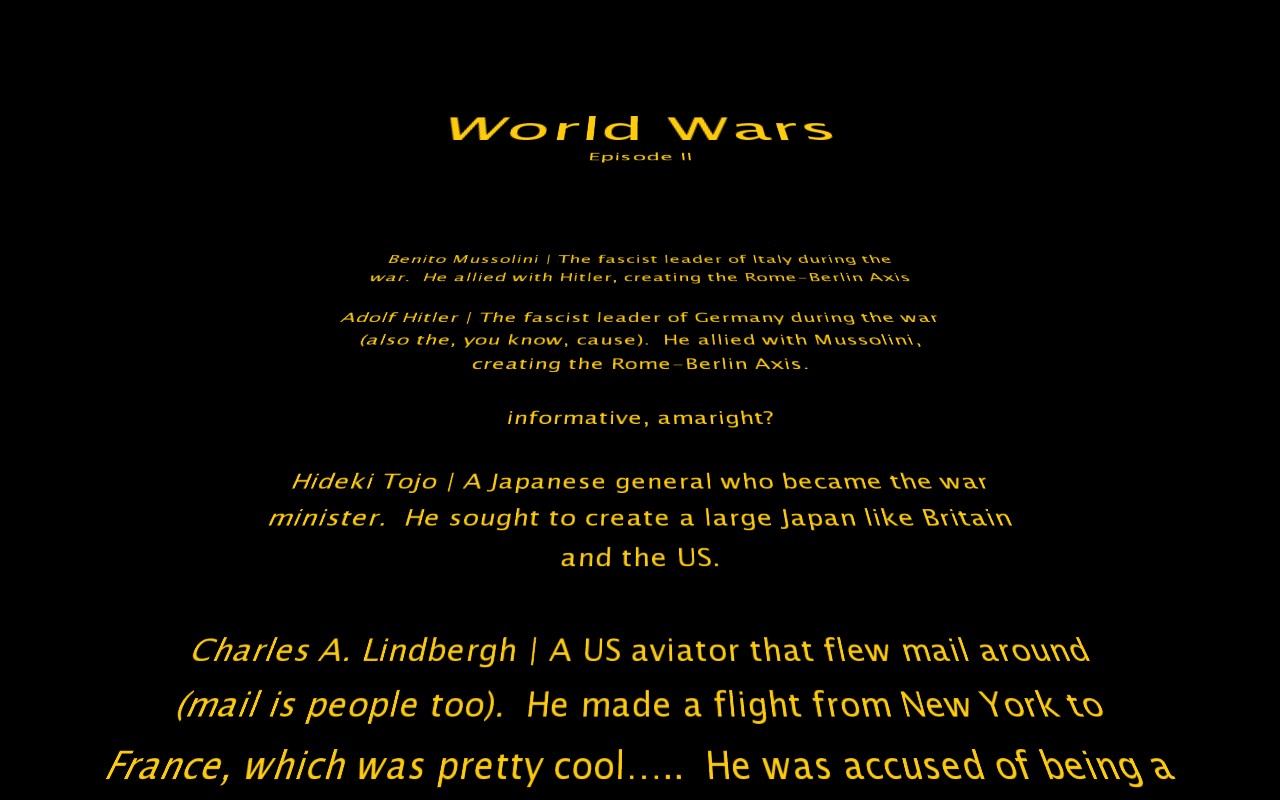 World Wars
Episode II
Benito Mussolini | The fascist leader of Italy during the
war.  He allied with Hitler, creating the Rome-Berlin Axis
Adolf Hitler | The fascist leader of Germany during the war
(also the, you know, cause).  He allied with Mussolini,
creating the Rome-Berlin Axis.
informative, amaright?
Hideki Tojo | A Japanese general who became the war
minister.  He sought to create a large Japan like Britain
and the US.
Charles A. Lindbergh | A US aviator that flew mail around
(mail is people too).  He made a flight from New York to
France, which was pretty cool.....  He was accused of being a